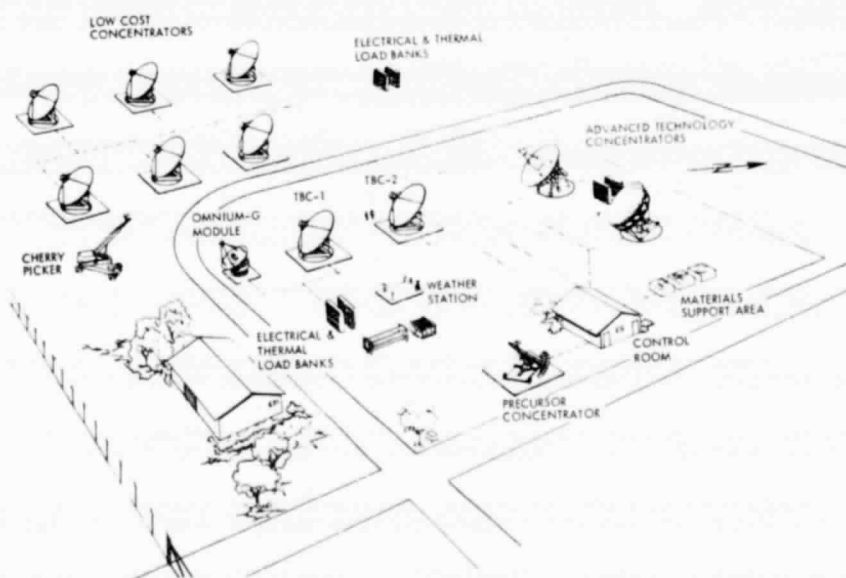 LOW COST
CONCENTRATORS
ELECTRICAL & THERMAL
LOAD BANKS
ADVANCED TECHNOLOGY
CONCENTRATORS
N
TBC-2
TBC-1
OMNIUM-G
MODULE
CHERRY
PICKER
WEATHER
STATION
MATERIALS
SUPPORT AREA
ELECTRICAL &
THERMAL
LOAD BANKS
CONTROL
ROOM
PRECURSOR
CONCENTRATOR